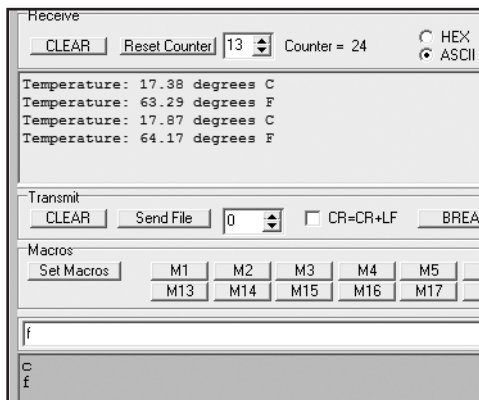 Receive
CLEAR Reset Counter 13 Counter = 24 HEX
ASCII
Temperature: 17.38 degrees C
Temperature: 63.29 degrees F
Temperature: 17.87 degrees C
Temperature: 64.17 degrees F
Transmit
CLEAR Send File 0 CR=CR+LF BREA
Macros
Set Macros M1 M2 M3 M4 M5
M13 M14 M15 M16 M17
f
c
f